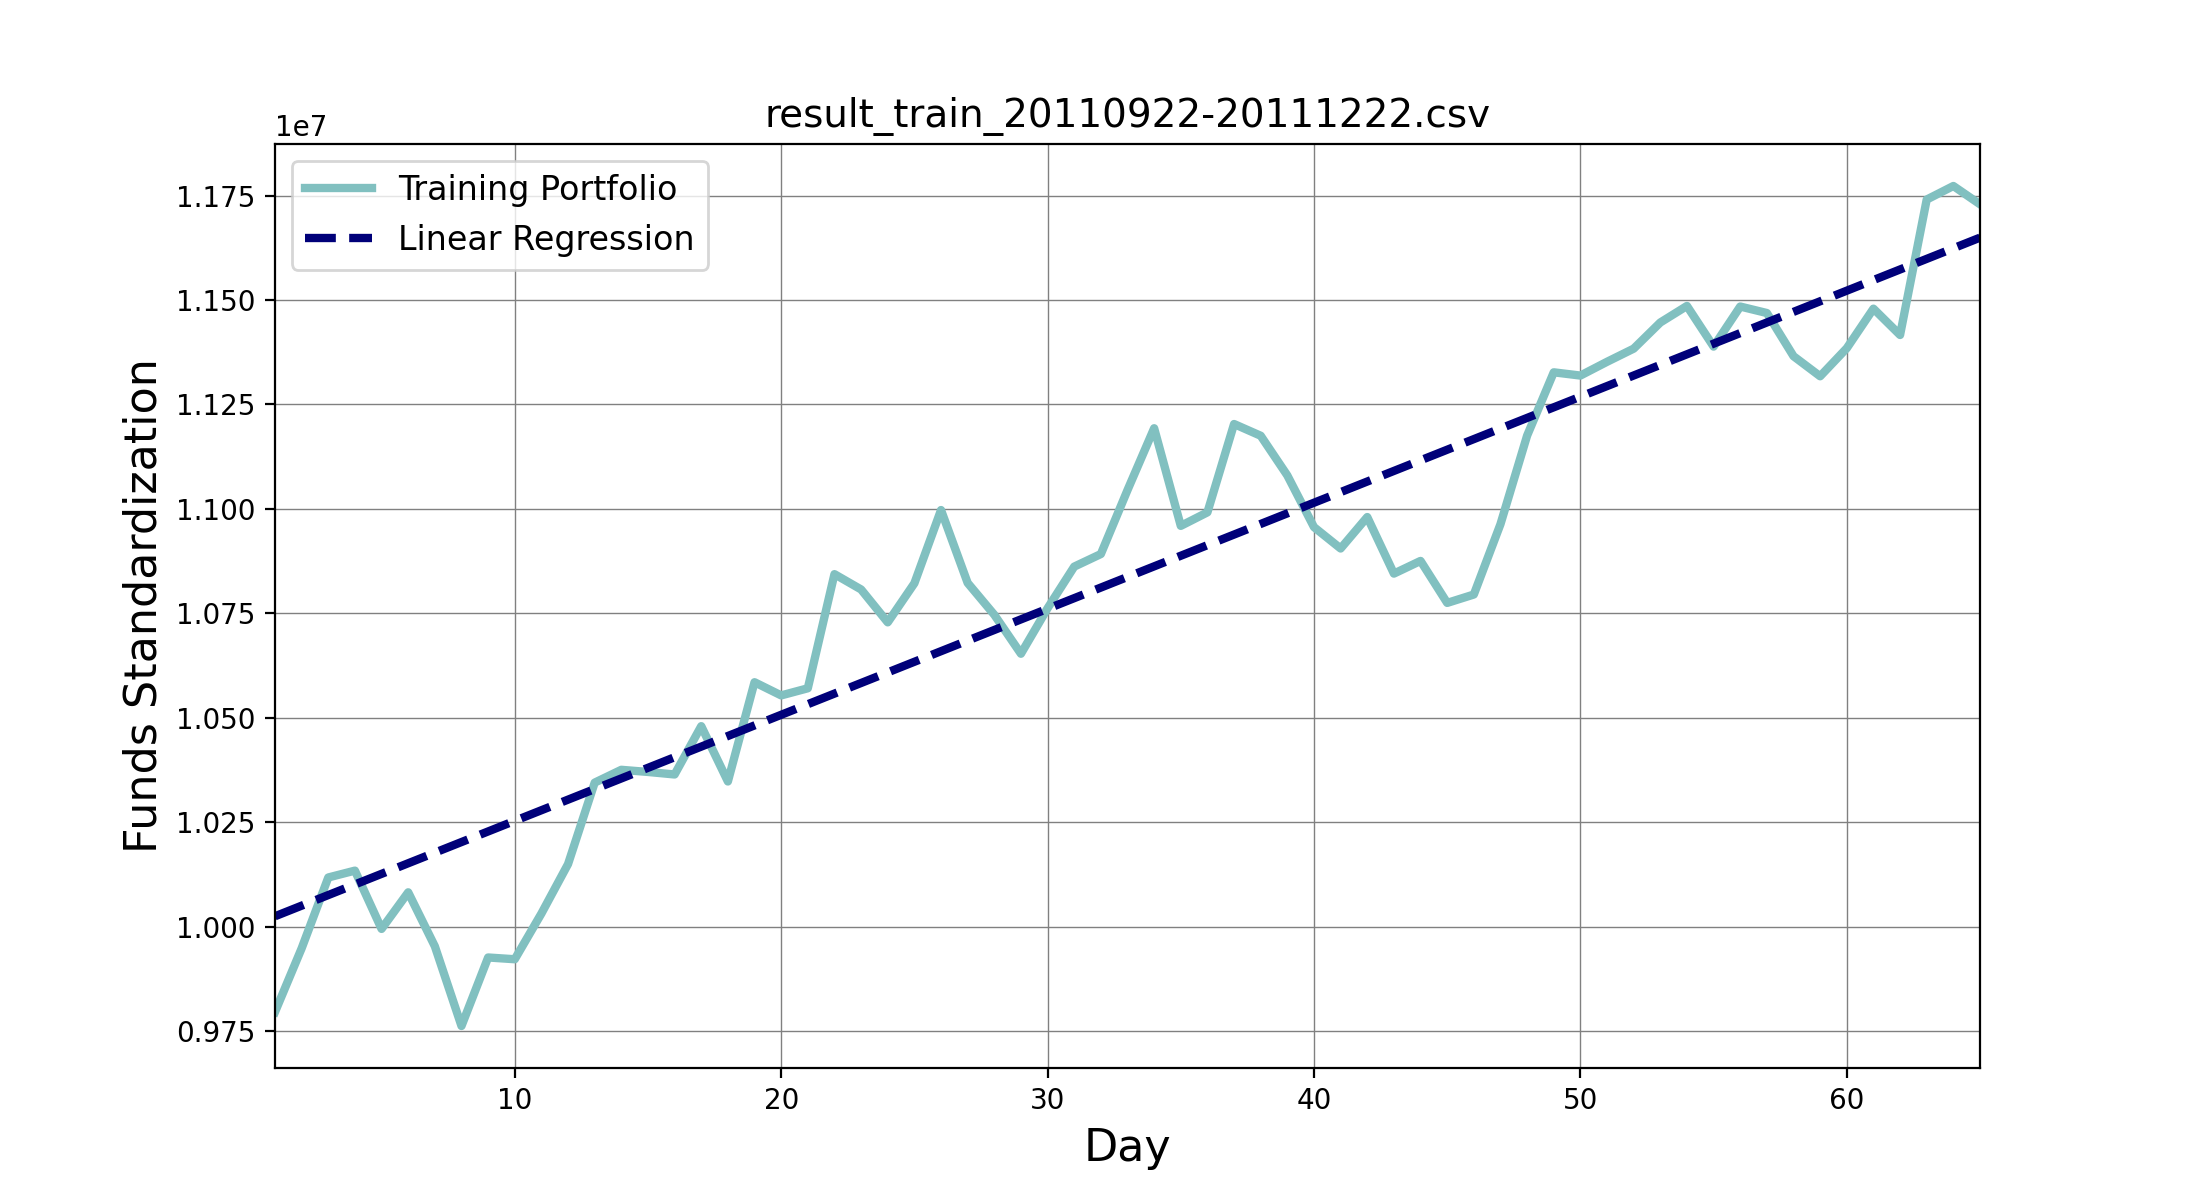 result_train_20110922-20111222.csv
1e7
Training Portfolio
Linear Regression
1.175
1.150
1.125
1.100
1.075
1.050
1.025
1.000
0.975
Funds Standardization
10 20 30 40 50 60
Day